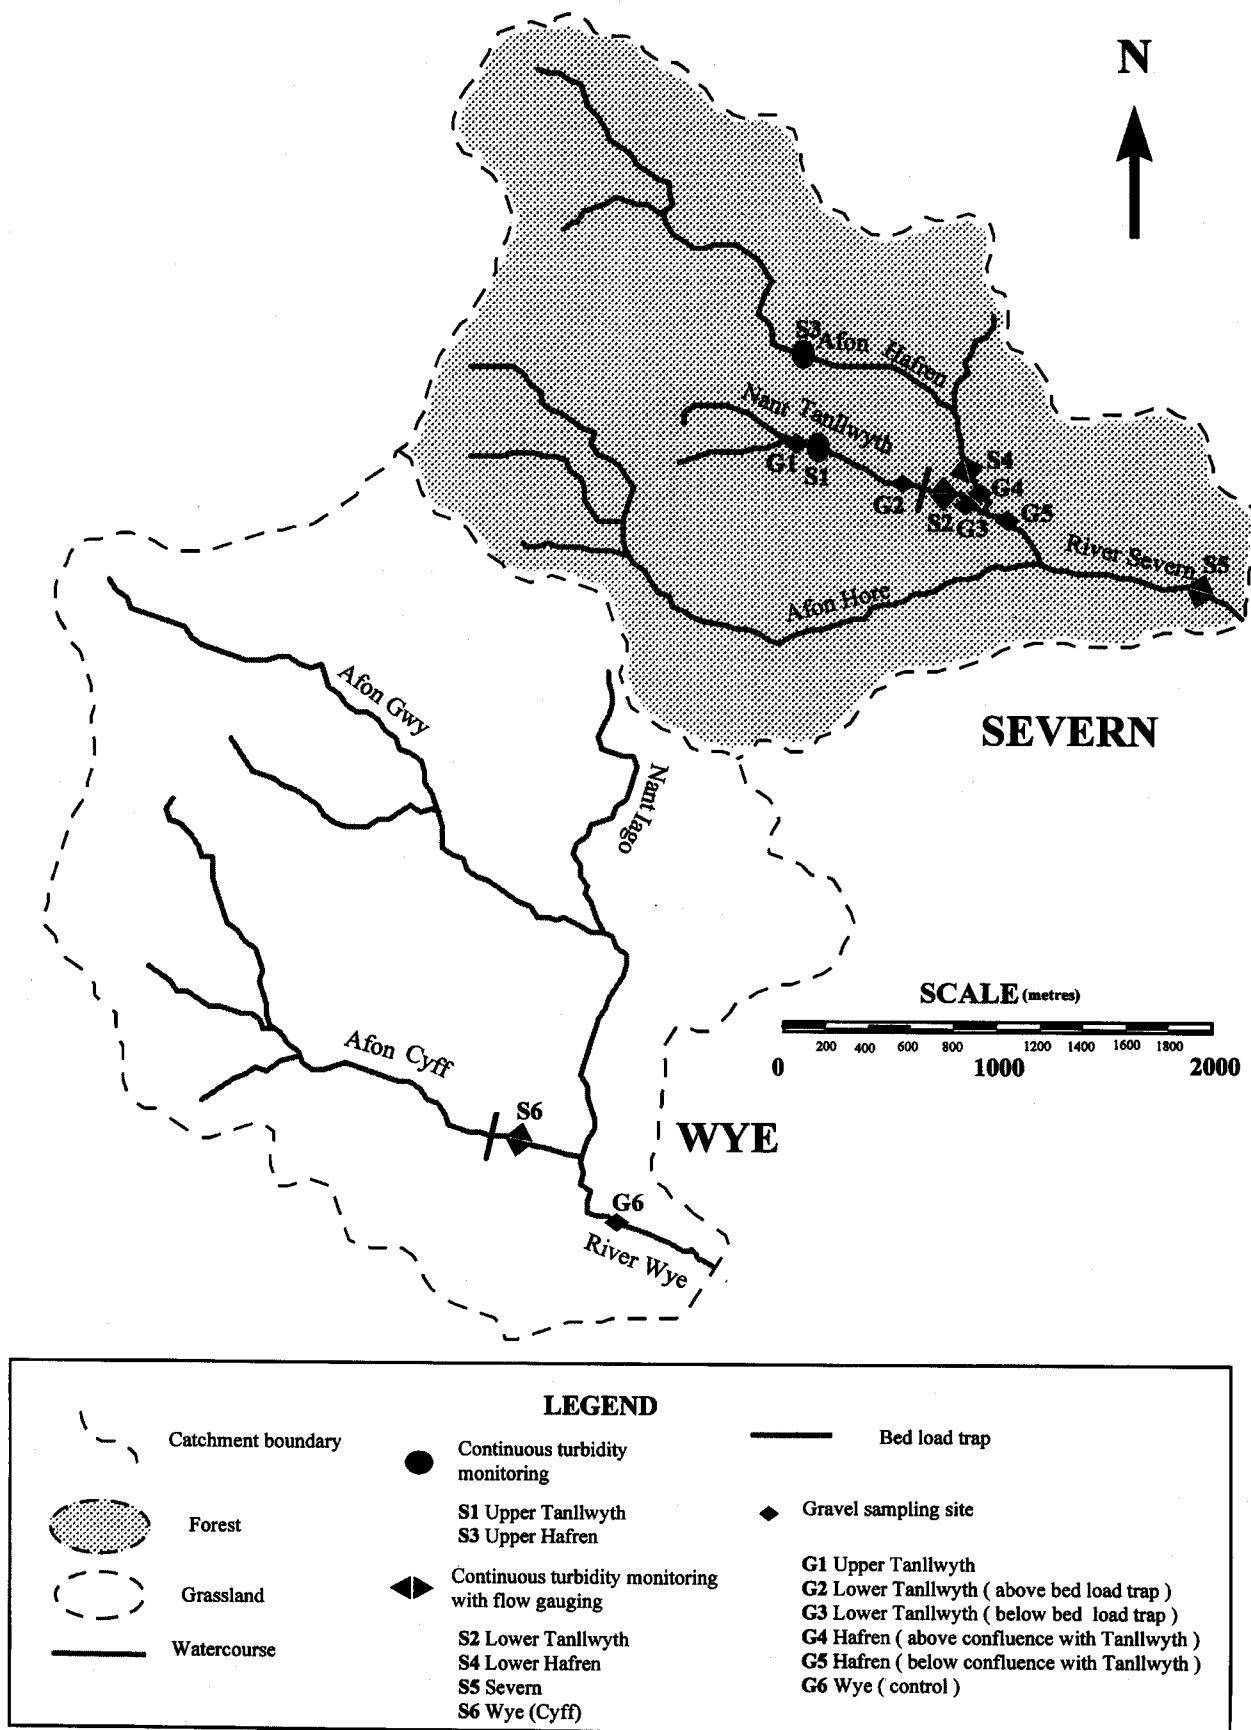 N
S3
Afon Hafren
Nant Tanllwyth
G1
S1
G2
S2
G3
S4
G4
G5
River Severn
S5
Afon Hore
SEVERN
Afon Gwy
Nant Iago
Afon Cyff
S6
WYE
G6
River Wye
SCALE (metres)
200 400 600 800 1200 1400 1600 1800
0 1000 2000
LEGEND
Catchment boundary
Forest
Grassland
Watercourse
Continuous turbidity
monitoring
S1 Upper Tanllwyth
S3 Upper Hafren
Continuous turbidity monitoring
with flow gauging
S2 Lower Tanllwyth
S4 Lower Hafren
S5 Severn
S6 Wye (Cyff)
Bed load trap
Gravel sampling site
G1 Upper Tanllwyth
G2 Lower Tanllwyth ( above bed load trap )
G3 Lower Tanllwyth ( below bed load trap )
G4 Hafren ( above confluence with Tanllwyth )
G5 Hafren ( below confluence with Tanllwyth )
G6 Wye ( control )